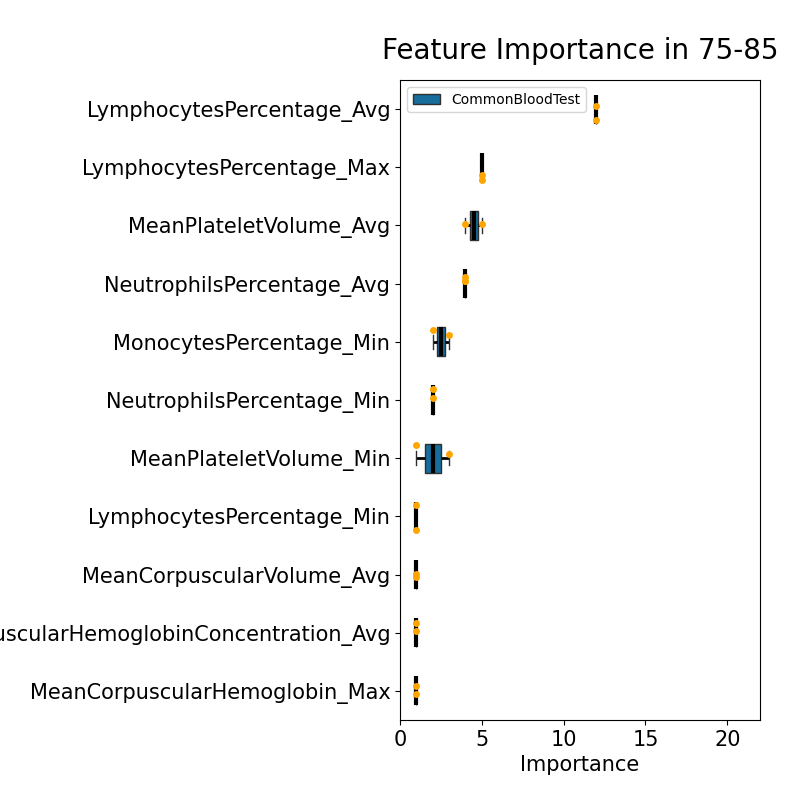 Feature Importance in 75-85
CommonBloodTest
LymphocytesPercentage_Avg
LymphocytesPercentage_Max
MeanPlateletVolume_Avg
NeutrophilsPercentage_Avg
MonocytesPercentage_Min
NeutrophilsPercentage_Min
MeanPlateletVolume_Min
LymphocytesPercentage_Min
MeanCorpuscularVolume_Avg
uscularHemoglobinConcentration_Avg
MeanCorpuscularHemoglobin_Max
0 5 10 15 20
Importance